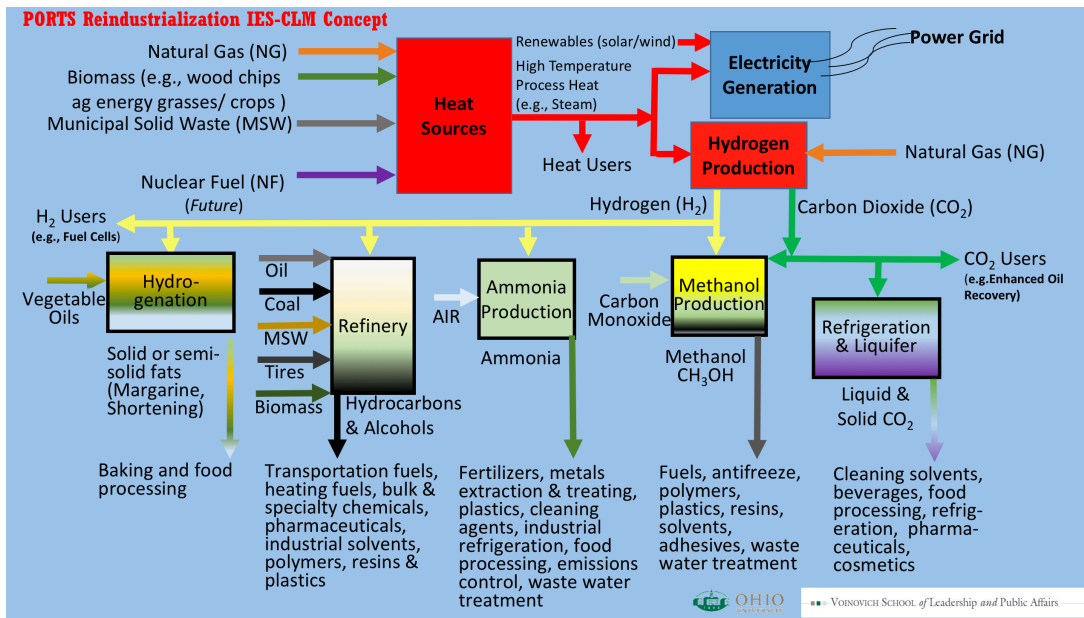 PORTS Reindustrialization IES-CLM Concept
Natural Gas (NG)
Biomass (e.g., wood chips
ag energy grasses/ crops )
Municipal Solid Waste (MSW)
Nuclear Fuel (NF)
(Future)
Heat
Sources
Renewables (solar/wind)
High Temperature
Process Heat
(e.g., Steam)
Heat Users
Electricity
Generation
Power Grid
Hydrogen
Production
Natural Gas (NG)
Hydrogen (H₂)
Carbon Dioxide (CO₂)
H₂ Users
(e.g., Fuel Cells)
CO₂ Users
(e.g.Enhanced Oil
Recovery)
Vegetable
Oils
Hydro-
genation
Oil
Coal
MSW
Tires
Biomass
Refinery
AIR
Ammonia
Production
Carbon
Monoxide
Methanol
Production
Refrigeration
& Liquifer
Solid or semi-
solid fats
(Margarine,
Shortening)
Hydrocarbons
& Alcohols
Ammonia
Methanol
CH₃OH
Liquid &
Solid CO₂
Baking and food
processing
Transportation fuels,
heating fuels, bulk &
specialty chemicals,
pharmaceuticals,
industrial solvents,
polymers, resins &
plastics
Fertilizers, metals
extraction & treating,
plastics, cleaning
agents, industrial
refrigeration, food
processing, emissions
control, waste water
treatment
Fuels, antifreeze,
polymers,
plastics, resins,
solvents,
adhesives, waste
water treatment
Cleaning solvents,
beverages, food
processing, refrig-
eration, pharma-
ceuticals,
cosmetics
OHIO
UNIVERSITY
VOINOVICH SCHOOL of Leadership and Public Affairs